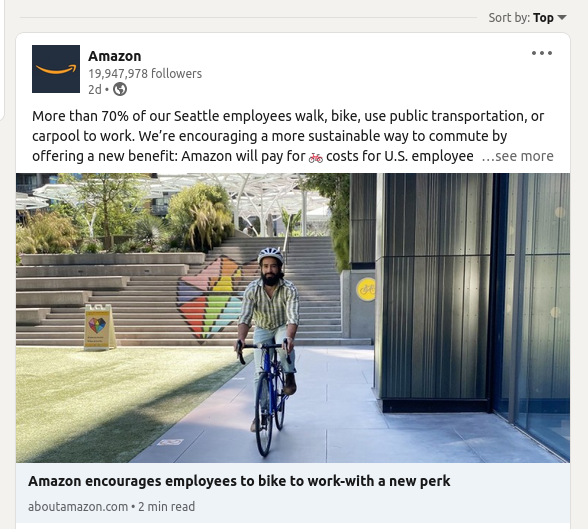 Sort by: Top
Amazon
19,947,978 followers
2d •
More than 70% of our Seattle employees walk, bike, use public transportation, or
carpool to work. We’re encouraging a more sustainable way to commute by
offering a new benefit: Amazon will pay for 🚲 costs for U.S. employee …see more
Amazon encourages employees to bike to work-with a new perk
aboutamazon.com • 2 min read